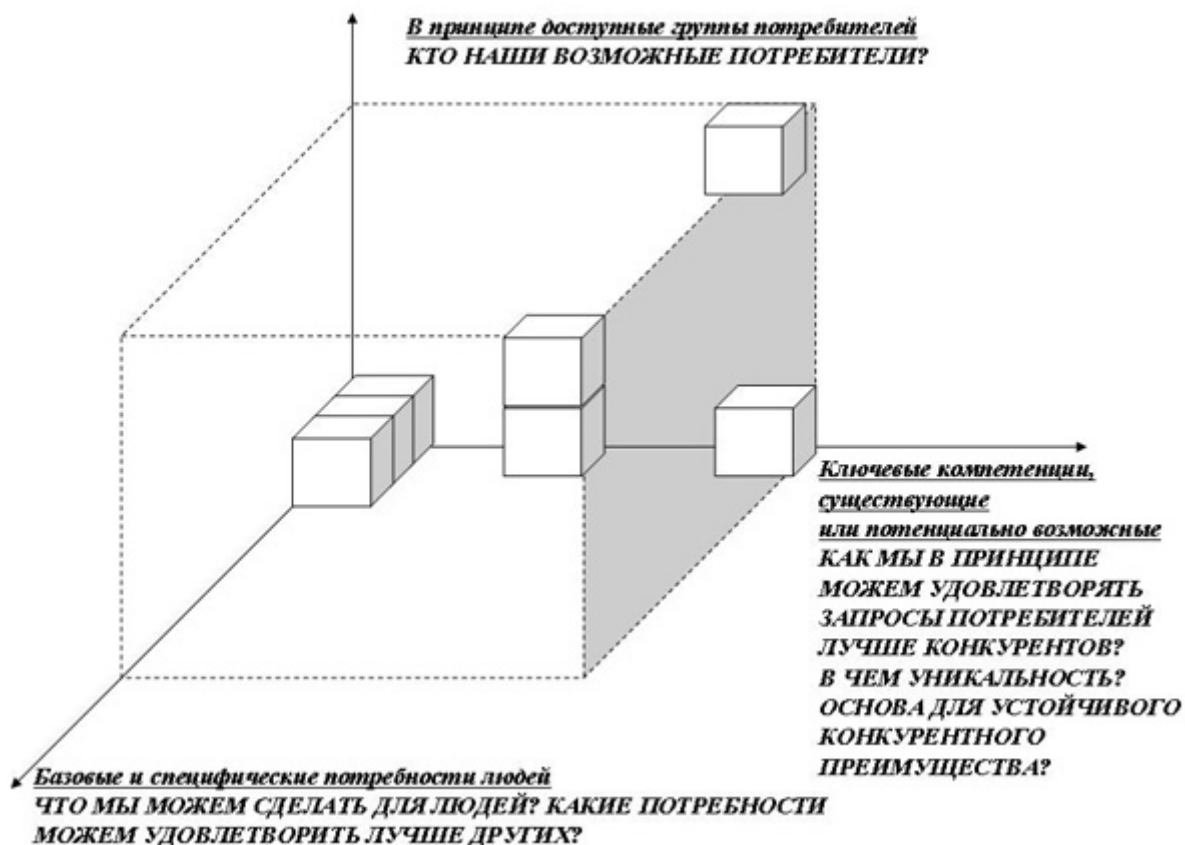 В принципе доступные группы потребителей
КТО НАШИ ВОЗМОЖНЫЕ ПОТРЕБИТЕЛИ?
Ключевые компетенции,
существующие
или потенциально возможные
КАК МЫ В ПРИНЦИПЕ
МОЖЕМ УДОВЛЕТВОРЯТЬ
ЗАПРОСЫ ПОТРЕБИТЕЛЕЙ
ЛУЧШЕ КОНКУРЕНТОВ?
В ЧЕМ УНИКАЛЬНОСТЬ?
ОСНОВА ДЛЯ УСТОЙЧИВОГО
КОНКУРЕНТНОГО
ПРЕИМУЩЕСТВА?
Базовые и специфические потребности людей
ЧТО МЫ МОЖЕМ СДЕЛАТЬ ДЛЯ ЛЮДЕЙ? КАКИЕ ПОТРЕБНОСТИ
МОЖЕМ УДОВЛЕТВОРИТЬ ЛУЧШЕ ДРУГИХ?